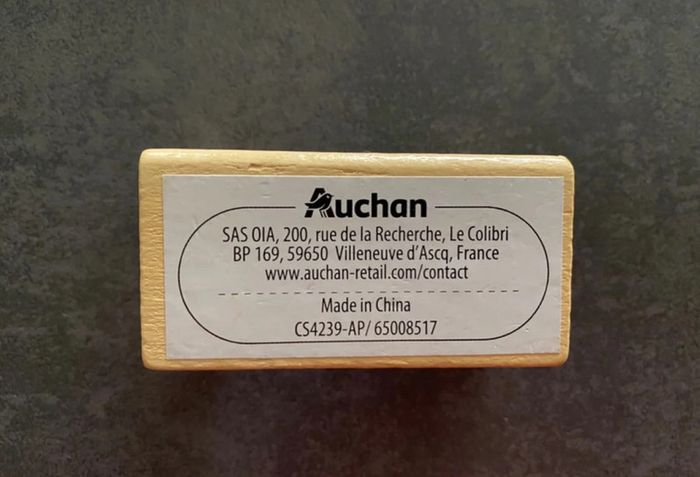 Auchan
SAS OIA, 200, rue de la Recherche, Le Colibri
BP 169, 59650 Villeneuve d'Ascq, France
www.auchan-retail.com/contact
Made in China
CS4239-AP/ 65008517